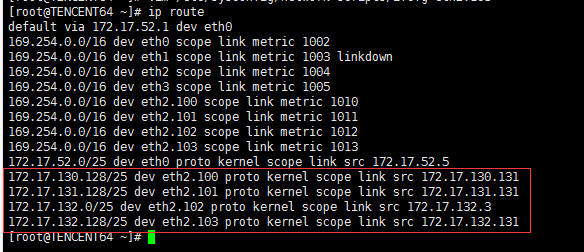 [root@TENCENT64 ~]# ip route
default via 172.17.52.1 dev eth0
169.254.0.0/16 dev eth0 scope link metric 1002
169.254.0.0/16 dev eth1 scope link metric 1003 linkdown
169.254.0.0/16 dev eth2 scope link metric 1004
169.254.0.0/16 dev eth3 scope link metric 1005
169.254.0.0/16 dev eth2.100 scope link metric 1010
169.254.0.0/16 dev eth2.101 scope link metric 1011
169.254.0.0/16 dev eth2.102 scope link metric 1012
169.254.0.0/16 dev eth2.103 scope link metric 1013
172.17.52.0/25 dev eth0 proto kernel scope link src 172.17.52.5
172.17.130.128/25 dev eth2.100 proto kernel scope link src 172.17.130.131
172.17.131.128/25 dev eth2.101 proto kernel scope link src 172.17.131.131
172.17.132.0/25 dev eth2.102 proto kernel scope link src 172.17.132.3
172.17.132.128/25 dev eth2.103 proto kernel scope link src 172.17.132.131
[root@TENCENT64 ~]#